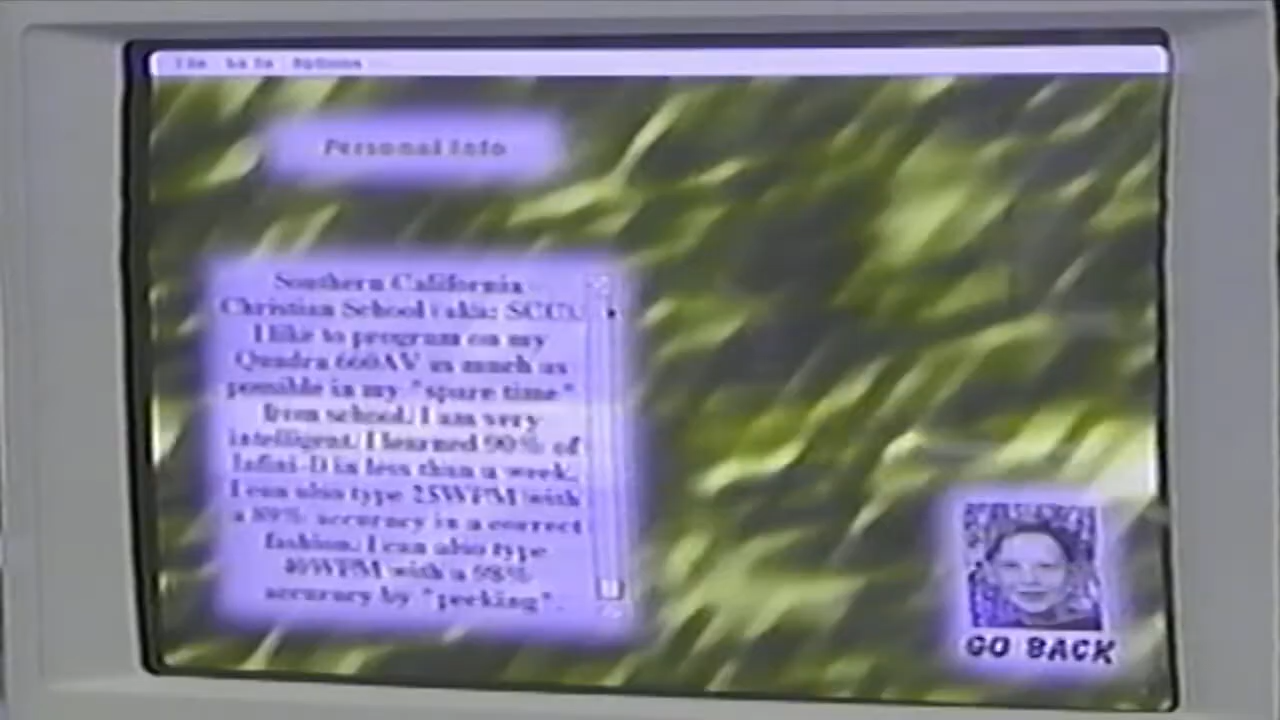 Options
Personal Info
Southern California
Christian School (aka: SCCS).
I like to program on my
Quadra 660AV as much as
possible in my "spare time"
from school. I am very
intelligent. I learned 90% of
Infini-D in less than a week.
I can also type 25WPM with
a 89% accuracy in a correct
fashion. I can also type
40WPM with a 98%
accuracy by "pecking".
GO BACK